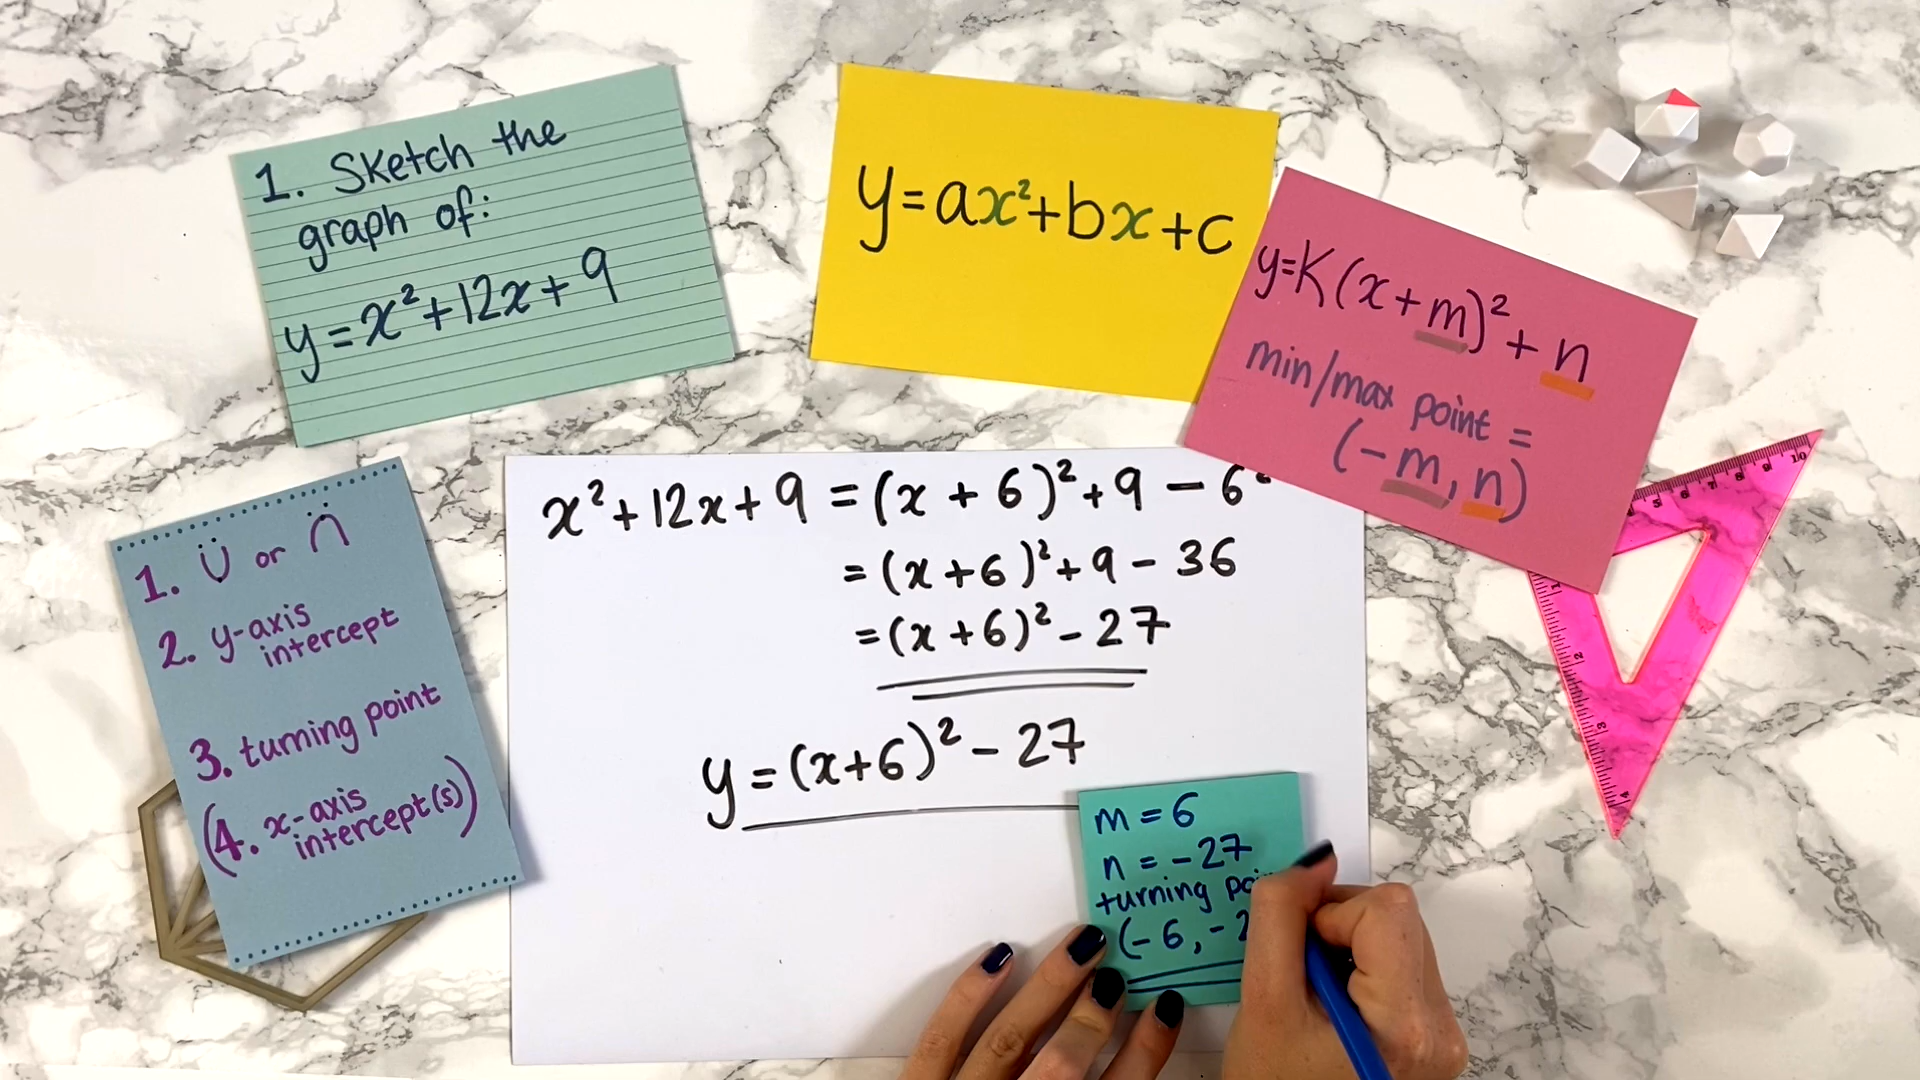 1. Sketch the
graph of:
y=x²+12x+9
y=ax²+bx+c
y=K(x+m)²+n
min/max point =
(-m,n)
1. Ü or n̈
2. y-axis
intercept
3. turning point
(4. x-axis
intercept(s))
x²+12x+9 = (x + 6)²+9 - 6²
= (x+6)²+9 - 36
= (x+6)² - 27
y = (x+6)² - 27
m = 6
n = -27
turning
(-6,-
10